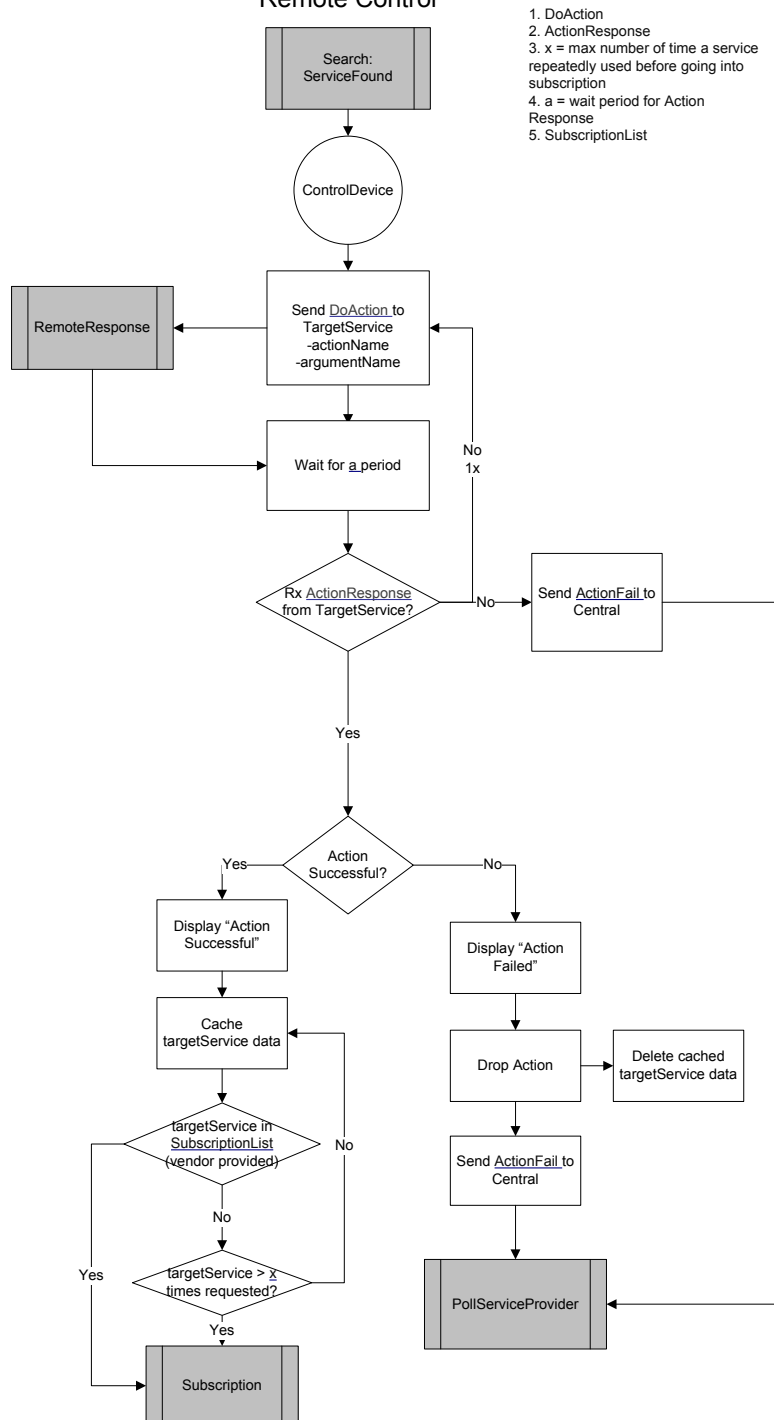 Remote Control
1. DoAction
2. ActionResponse
3. x = max number of time a service
repeatedly used before going into
subscription
4. a = wait period for Action
Response
5. SubscriptionList
Search:
ServiceFound
ControlDevice
RemoteResponse
Send DoAction to
TargetService
-actionName
-argumentName
Wait for a period
No
1x
Rx ActionResponse
from TargetService?
No
Send ActionFail to
Central
Yes
Action
Successful?
Yes
No
Display “Action
Successful”
Display “Action
Failed”
Cache
targetService data
Drop Action
Delete cached
targetService data
targetService in
SubscriptionList
(vendor provided)
No
Send ActionFail to
Central
No
targetService > x
times requested?
Yes
Yes
PollServiceProvider
Subscription